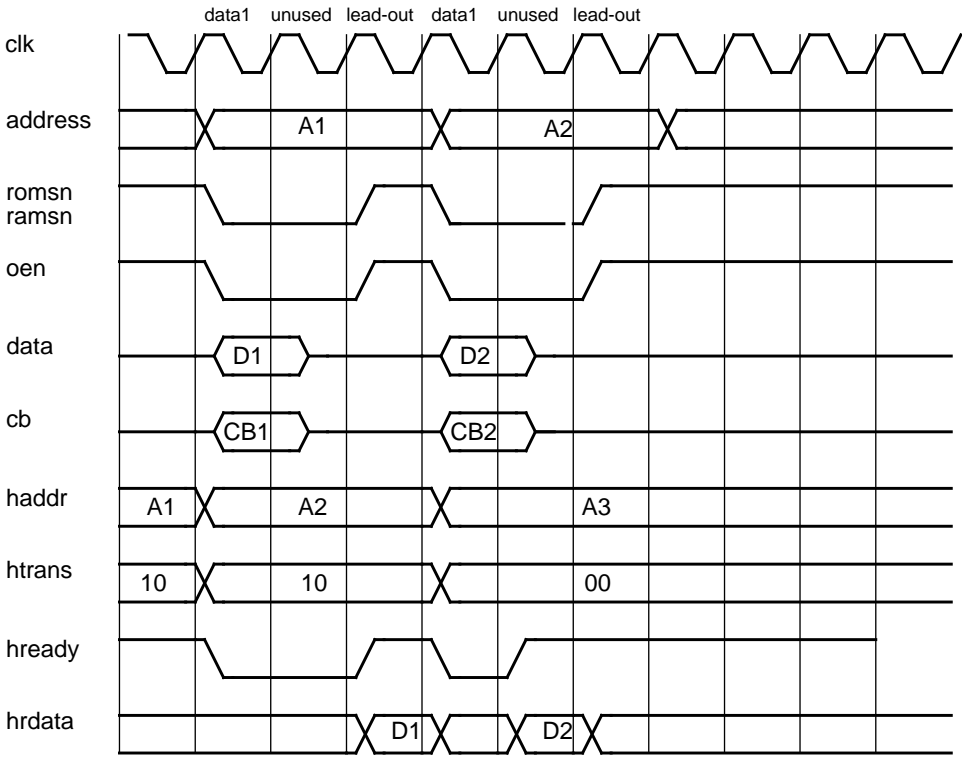 data1 unused lead-out data1 unused lead-out
clk
address A1 A2
romsn
ramsn
oen
data D1 D2
cb CB1 CB2
haddr A1 A2 A3
htrans 10 10 00
hready
hrdata D1 D2